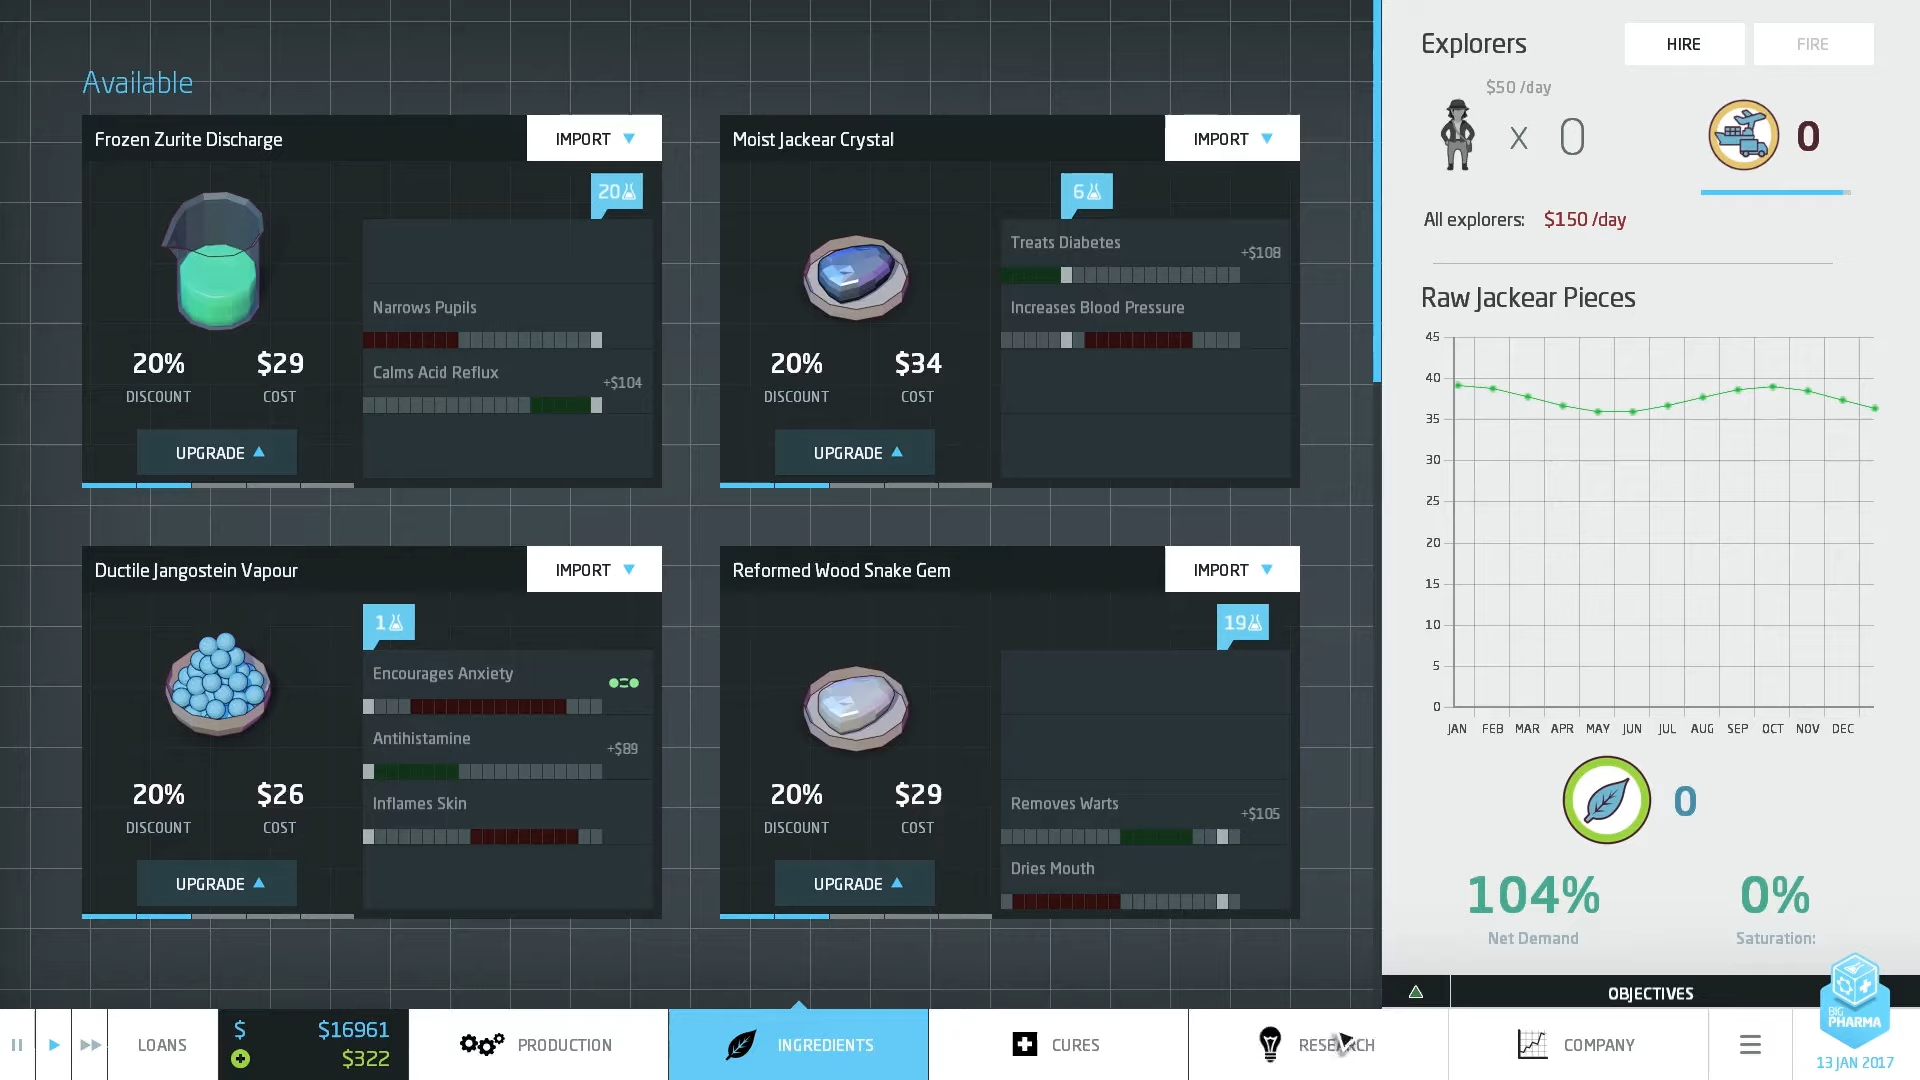 Available
Frozen Zurite Discharge
IMPORT
20
Narrows Pupils
Calms Acid Reflux
+$104
20%
$29
DISCOUNT
COST
UPGRADE
Moist Jackear Crystal
IMPORT
6
Treats Diabetes
+$108
Increases Blood Pressure
20%
$34
DISCOUNT
COST
UPGRADE
Ductile Jangostein Vapour
IMPORT
1
Encourages Anxiety
Antihistamine
+$89
Inflames Skin
20%
$26
DISCOUNT
COST
UPGRADE
Reformed Wood Snake Gem
IMPORT
19
Removes Warts
+$105
Dries Mouth
20%
$29
DISCOUNT
COST
UPGRADE
Explorers
HIRE
FIRE
$50 /day
X 0
0
All explorers: $150 /day
Raw Jackear Pieces
45
40
35
30
25
20
15
10
5
0
JAN FEB MAR APR MAY JUN JUL AUG SEP OCT NOV DEC
0
104%
0%
Net Demand
Saturation:
OBJECTIVES
BIG
PHARMA
13 JAN 2017
LOANS
$ $16961
$322
PRODUCTION
INGREDIENTS
CURES
RESEARCH
COMPANY